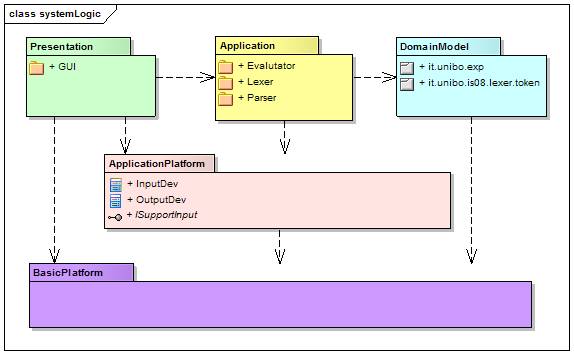 class systemLogic
Presentation
+ GUI
Application
+ Evalutator
+ Lexer
+ Parser
DomainModel
+ it.unibo.exp
+ it.unibo.is08.lexer.token
ApplicationPlatform
+ InputDev
+ OutputDev
+ ISupportInput
BasicPlatform